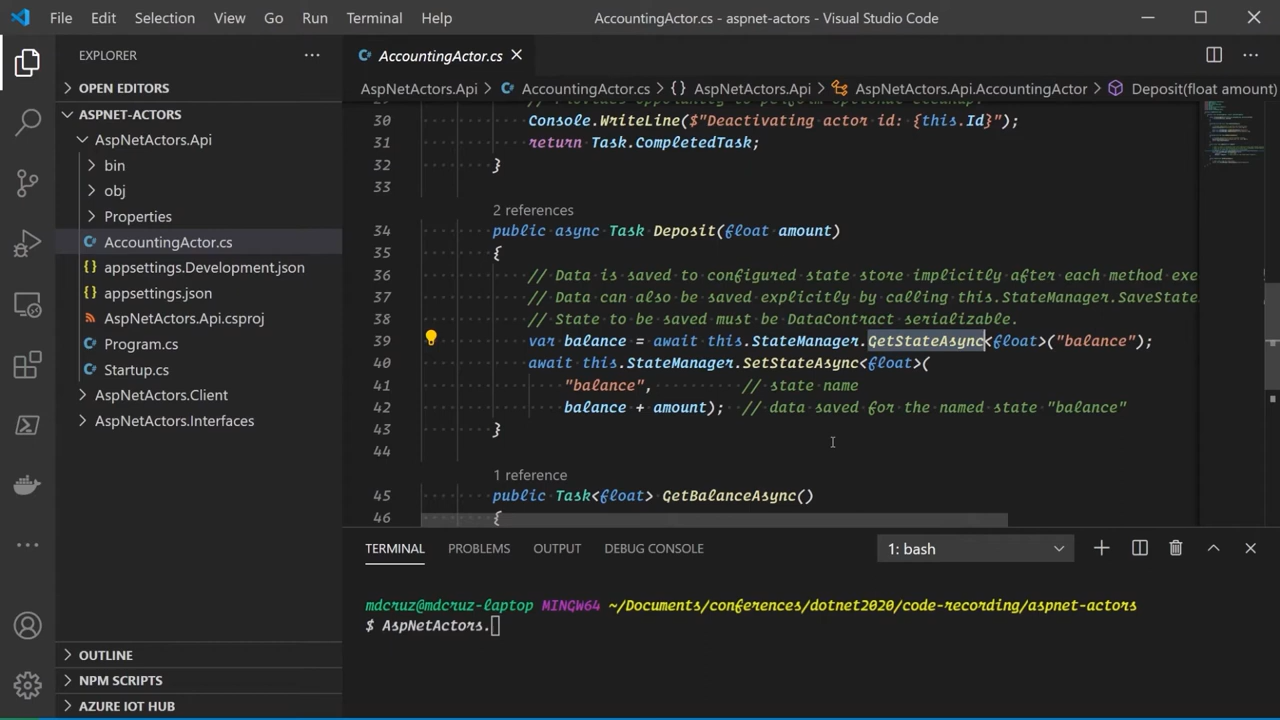 File Edit Selection View Go Run Terminal Help AccountingActor.cs - aspnet-actors - Visual Studio Code
EXPLORER
OPEN EDITORS
ASPNET-ACTORS
AspNetActors.Api
bin
obj
Properties
AccountingActor.cs
appsettings.Development.json
appsettings.json
AspNetActors.Api.csproj
Program.cs
Startup.cs
AspNetActors.Client
AspNetActors.Interfaces
OUTLINE
NPM SCRIPTS
AZURE IOT HUB
AccountingActor.cs
AspNetActors.Api > AccountingActor.cs > {} AspNetActors.Api > AspNetActors.Api.AccountingActor > Deposit(float amount)
30 Console.WriteLine($"Deactivating actor id: {this.Id}");
31 return Task.CompletedTask;
32 }
33
2 references
34 public async Task Deposit(float amount)
35 {
36 // Data is saved to configured state store implicitly after each method exe
37 // Data can also be saved explicitly by calling this.StateManager.SaveState
38 // State to be saved must be DataContract serializable.
39 var balance = await this.StateManager.GetStateAsync<float>("balance");
40 await this.StateManager.SetStateAsync<float>(
41 "balance", // state name
42 balance + amount); // data saved for the named state "balance"
43 }
44
1 reference
45 public Task<float> GetBalanceAsync()
46 {
TERMINAL PROBLEMS OUTPUT DEBUG CONSOLE 1: bash
mdcruz@mdcruz-laptop MINGW64 ~/Documents/conferences/dotnet2020/code-recording/aspnet-actors
$ AspNetActors.